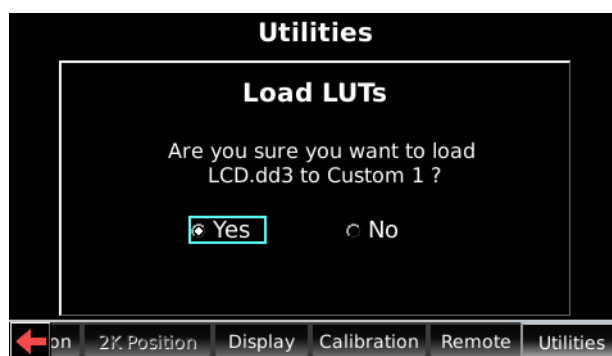 Utilities
Load LUTs
Are you sure you want to load
LCD.dd3 to Custom 1 ?
Yes No
on 2K Position Display Calibration Remote Utilities